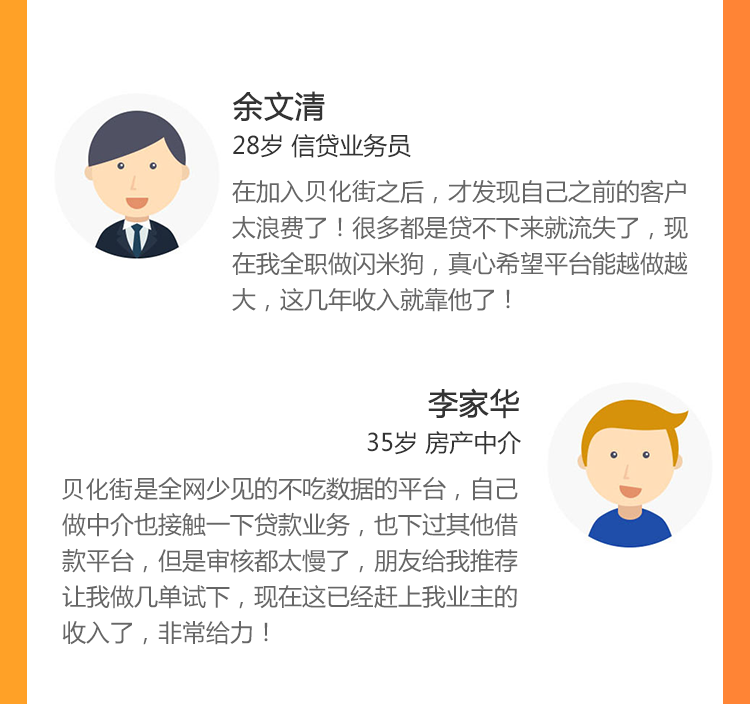 余文清
28岁 信贷业务员
在加入贝化街之后，才发现自己之前的客户
太浪费了！很多都是贷不下来就流失了，现
在我全职做闪米狗，真心希望平台能越做越
大，这几年收入就靠他了！
李家华
35岁 房产中介
贝化街是全网少见的不吃数据的平台，自己
做中介也接触一下贷款业务，也下过其他借
款平台，但是审核都太慢了，朋友给我推荐
让我做几单试下，现在这已经赶上我业主的
收入了，非常给力！